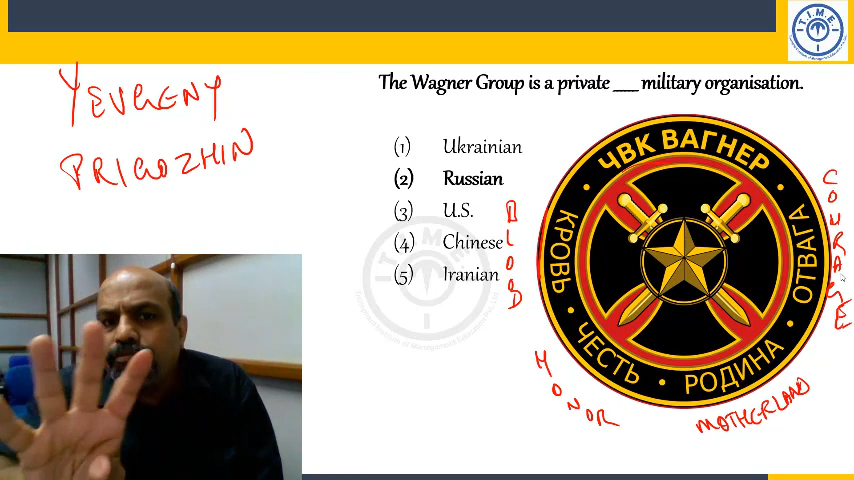 T.I.M.E.
YEVGENY
PRIGOZHIN
The Wagner Group is a private ___ military organisation.
(1) Ukrainian
(2) Russian
(3) U.S.
(4) Chinese
(5) Iranian
ЧВК ВАГНЕР
КРОВЬ
ЧЕСТЬ
РОДИНА
ОТВАГА
BLOOD
HONOR
MOTHERLAND
COURAGE
T.I.M.E.